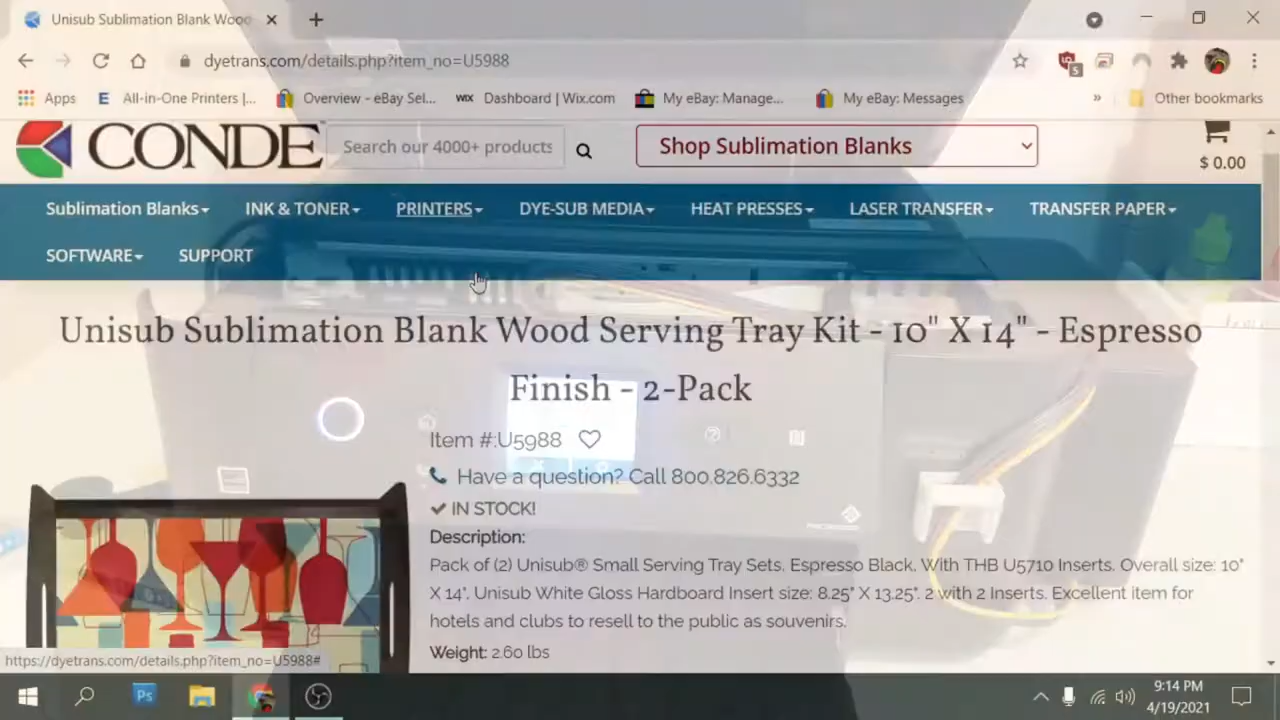 Unisub Sublimation Blank Wood
dyetrans.com/details.php?item_no=U5988
5
Apps
E All-in-One Printers |...
Overview - eBay Sel...
WIX Dashboard | Wix.com
My eBay: Manage...
My eBay: Messages
»
Other bookmarks
CONDE
Search our 4000+ products
Shop Sublimation Blanks
$ 0.00
Sublimation Blanks
INK & TONER
PRINTERS
DYE-SUB MEDIA
HEAT PRESSES
LASER TRANSFER
TRANSFER PAPER
SOFTWARE
SUPPORT
Unisub Sublimation Blank Wood Serving Tray Kit - 10" X 14" - Espresso
Finish - 2-Pack
Item #:U5988
Have a question? Call 800.826.6332
IN STOCK!
Description:
Pack of (2) Unisub® Small Serving Tray Sets. Espresso Black. With THB U5710 Inserts. Overall size: 10"
X 14". Unisub White Gloss Hardboard Insert size: 8.25" X 13.25". 2 with 2 Inserts. Excellent item for
hotels and clubs to resell to the public as souvenirs.
Weight: 2.60 lbs
https://dyetrans.com/details.php?item_no=U5988#
Ps
9:14 PM
4/19/2021